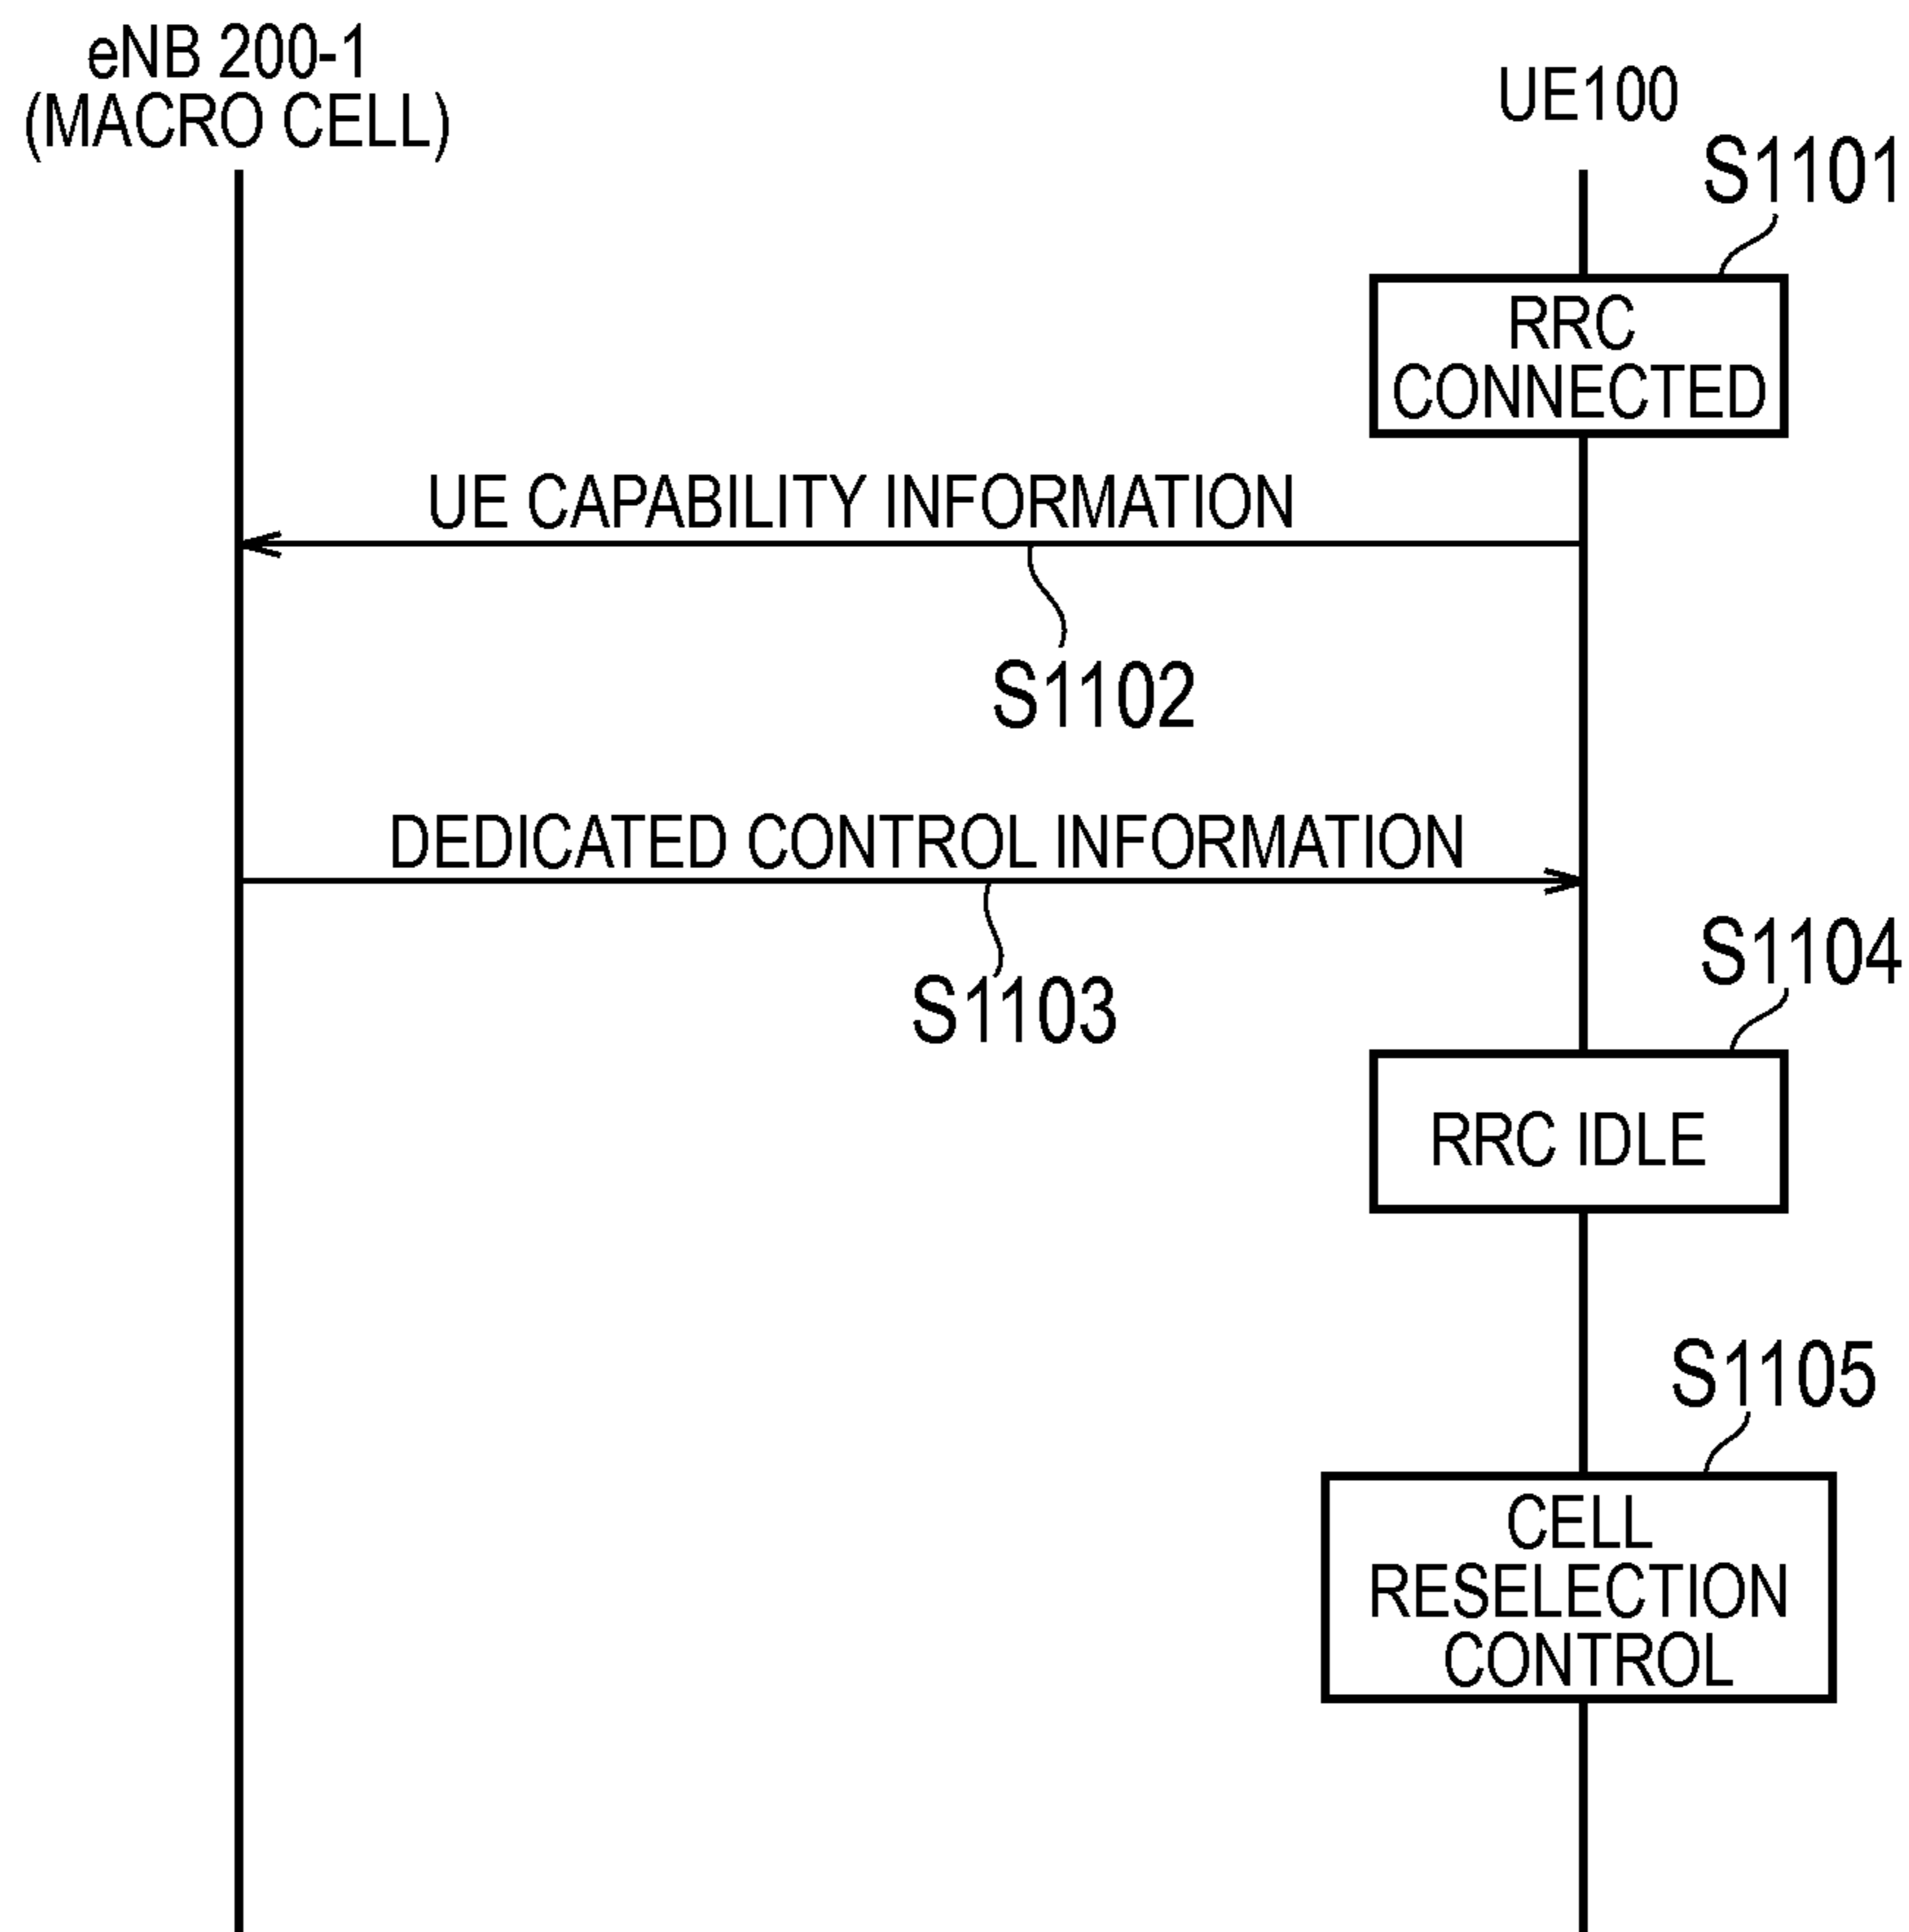 eNB 200-1
(MACRO CELL)
UE100
S1101
RRC
CONNECTED
UE CAPABILITY INFORMATION
S1102
DEDICATED CONTROL INFORMATION
S1103
S1104
RRC IDLE
S1105
CELL
RESELECTION
CONTROL